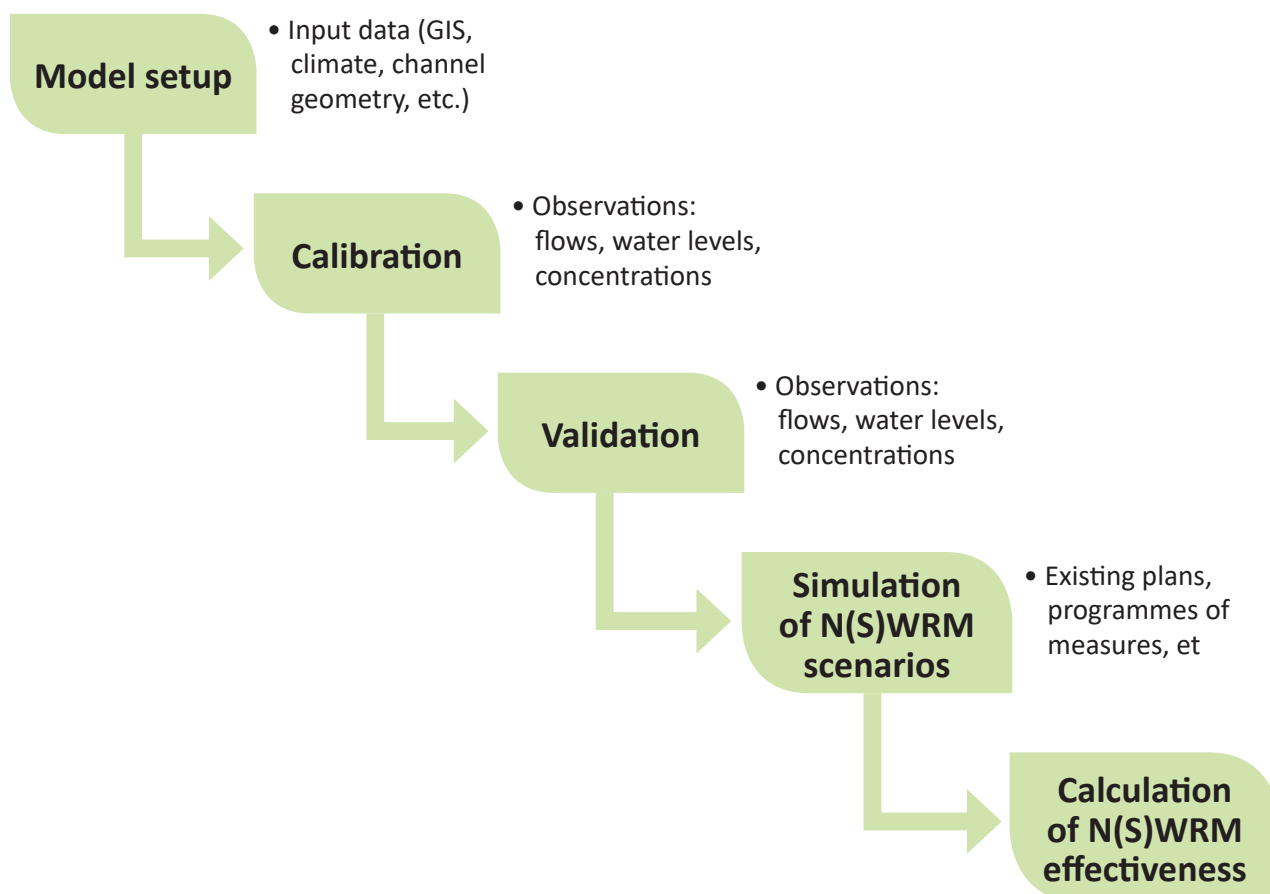 Model setup
• Input data (GIS,
climate, channel
geometry, etc.)
Calibration
• Observations:
flows, water levels,
concentrations
Validation
• Observations:
flows, water levels,
concentrations
Simulation
of N(S)WRM
scenarios
• Existing plans,
programmes of
measures, et
Calculation
of N(S)WRM
effectiveness